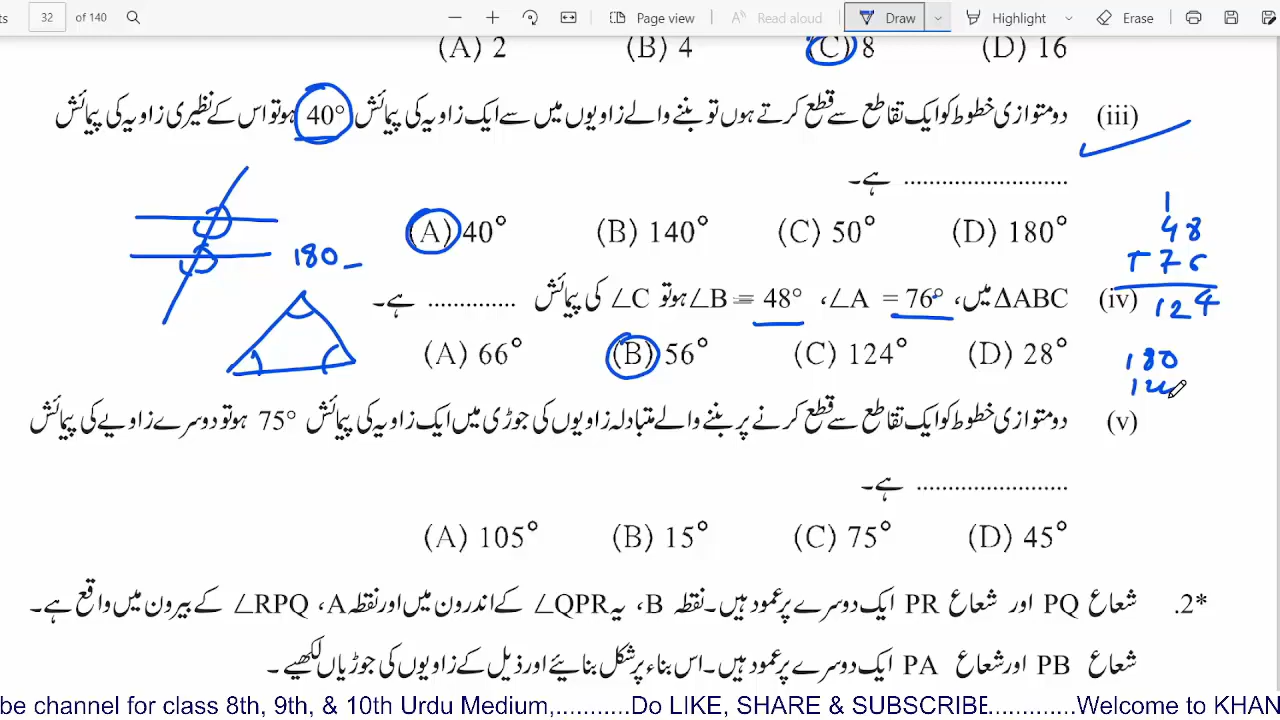 32 of 140 Page view Read aloud Draw Highlight Erase
(A) 2 (B) 4 (C) 8 (D) 16
(iii) دو متوازی خطوط کو ایک تقاطع سے قطع کرتے ہوں تو بننے والے زاویوں میں سے ایک زاویہ کی پیمائش 40° ہو تو اس کے نظیری زاویہ کی پیمائش
........................... ہے۔
(A) 40° (B) 140° (C) 50° (D) 180°
180 –
1
48
+ 76
124
(iv) ΔABC میں، ∠A = 76°، ∠B = 48° ہو تو ∠C کی پیمائش .............. ہے۔
(A) 66° (B) 56° (C) 124° (D) 28°
180
(v) دو متوازی خطوط کو ایک تقاطع سے قطع کرنے پر بننے والے متبادلہ زاویوں کی جوڑی میں ایک زاویہ کی پیمائش 75° ہو تو دوسرے زاویے کی پیمائش
......................... ہے۔
(A) 105° (B) 15° (C) 75° (D) 45°
*2. شعاع PQ اور شعاع PR ایک دوسرے پر عمود ہیں۔ نقطہ B، یہ ∠QPR کے اندرون میں اور نقطہ A، ∠RPQ کے بیرون میں واقع ہے۔
شعاع PB اور شعاع PA ایک دوسرے پر عمود ہیں۔ اس بناء پر شکل بنائیے اور ذیل کے زاویوں کی جوڑیاں لکھیے۔
be channel for class 8th, 9th, & 10th Urdu Medium,...........Do LIKE, SHARE & SUBSCRIBE.............Welcome to KHAN